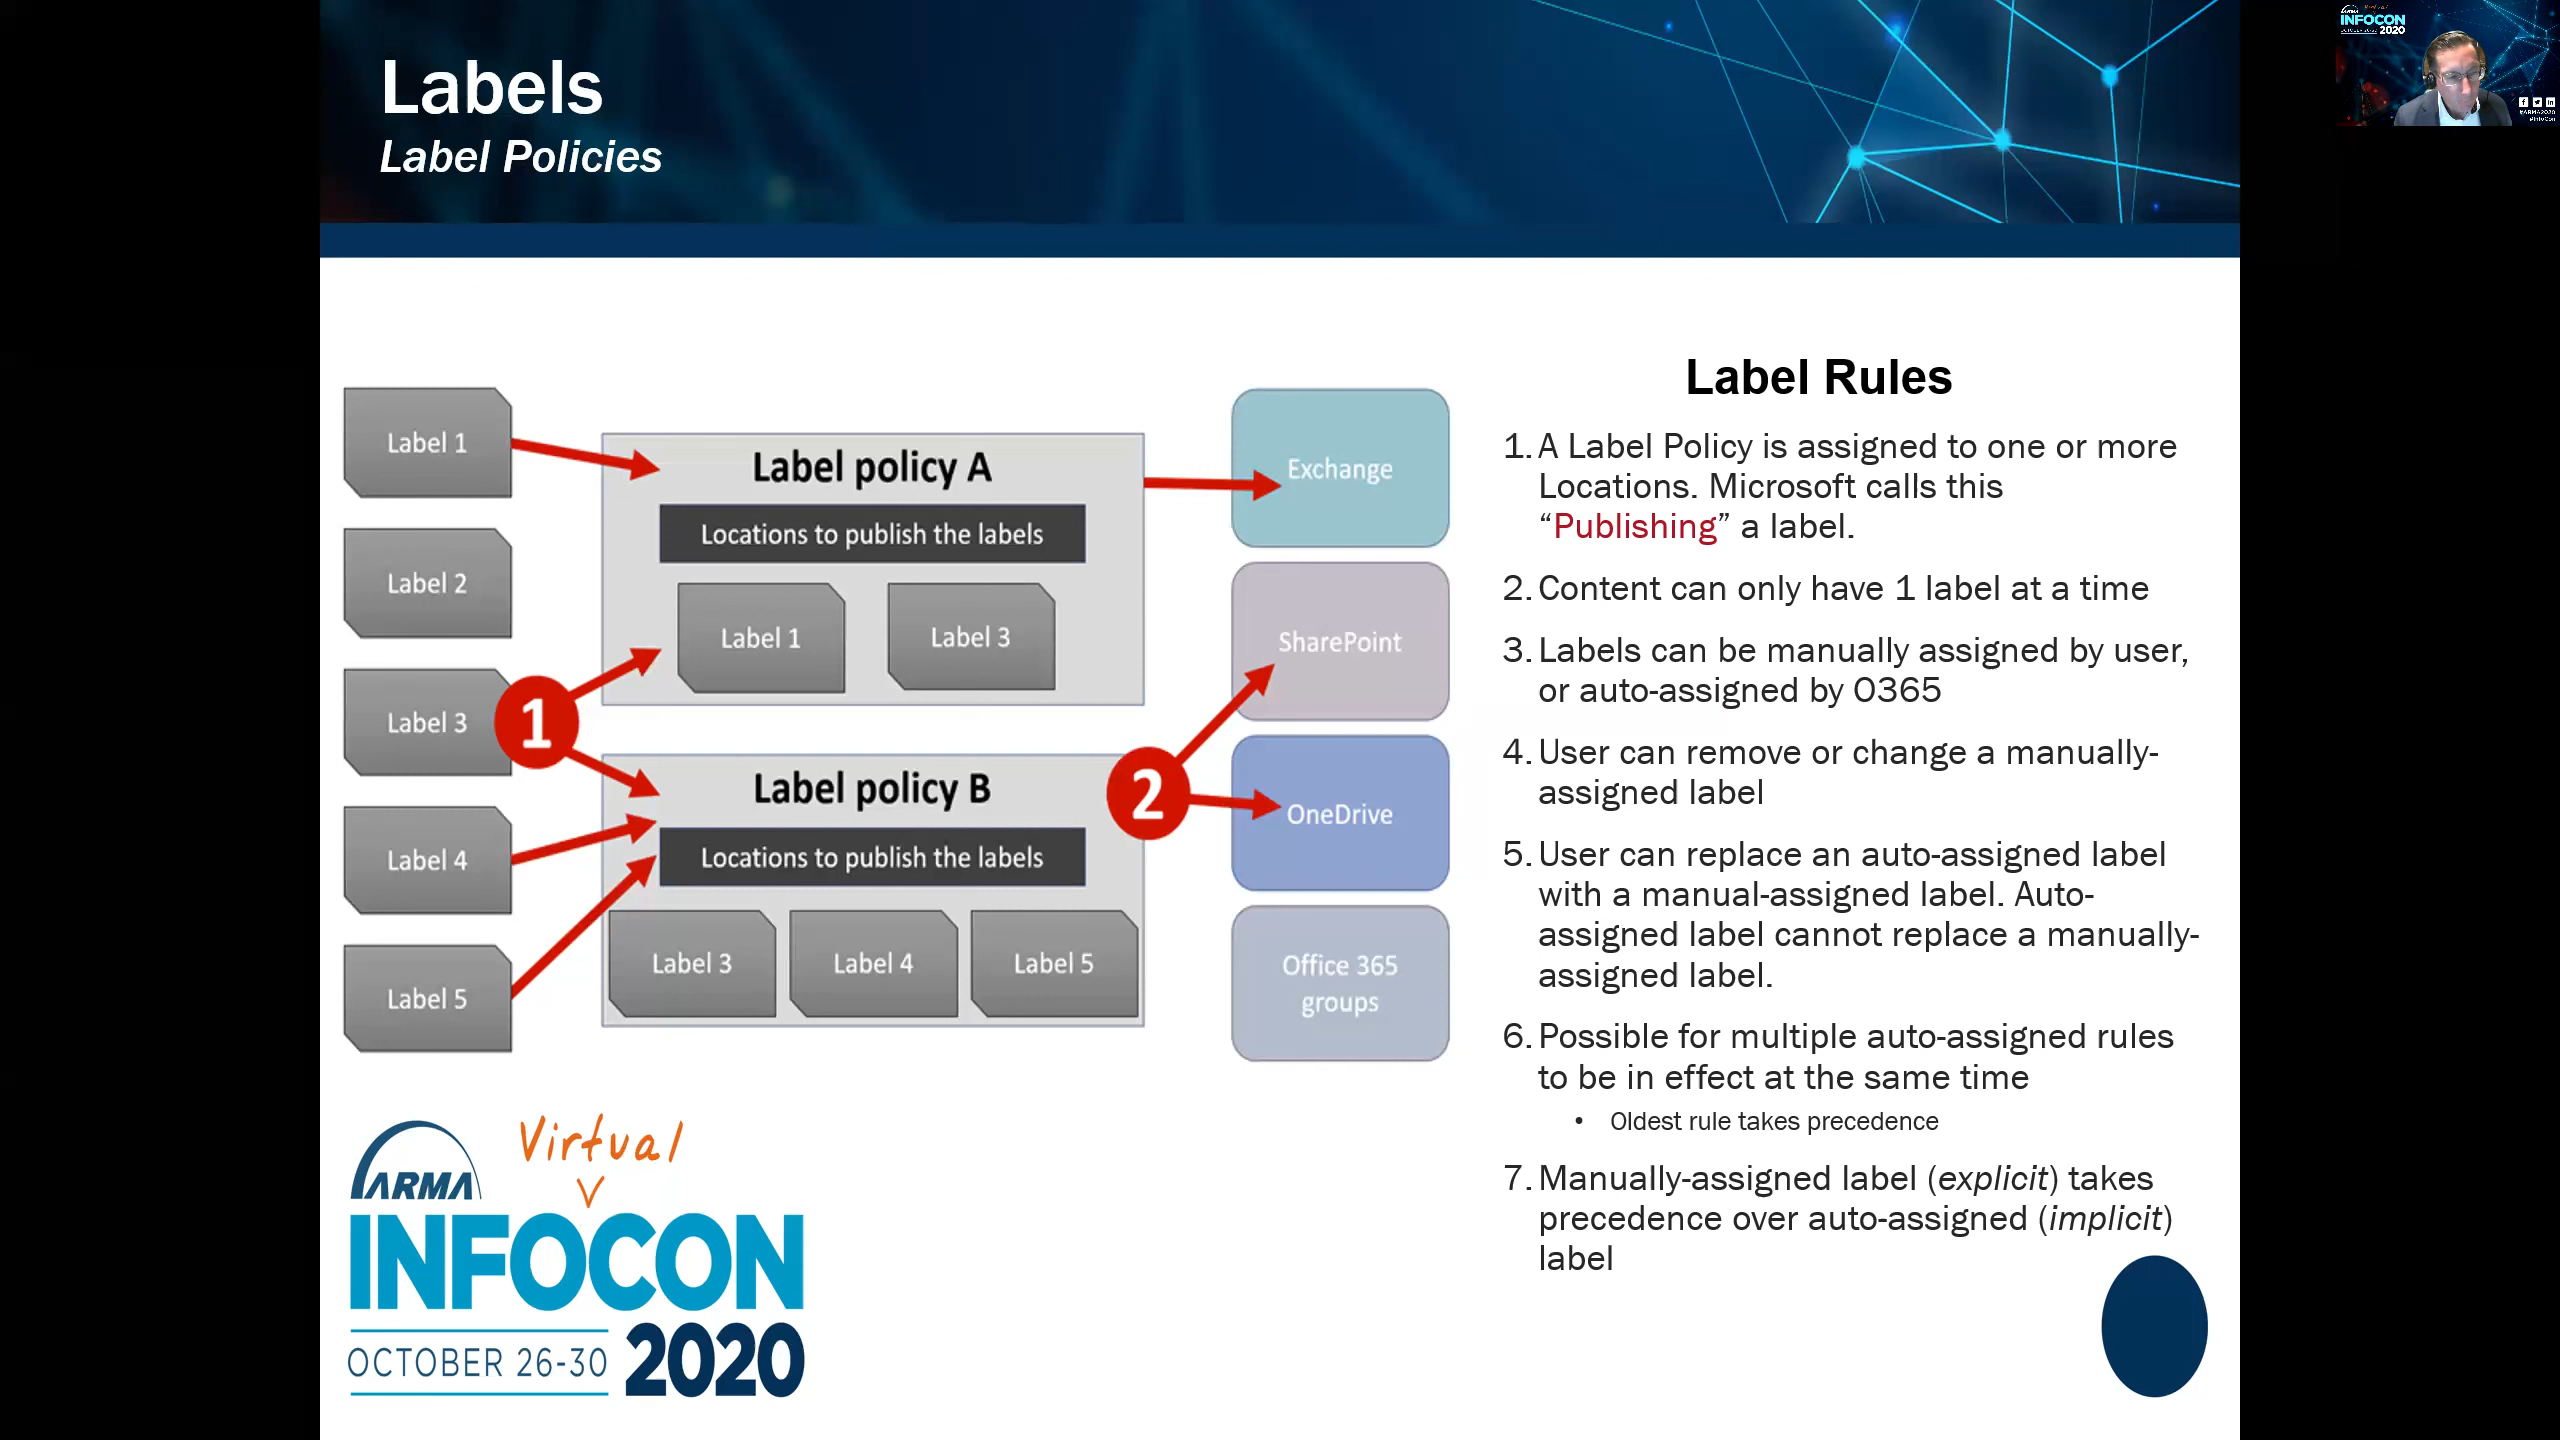 Labels
Label Policies
Label 1
Label 2
Label 3
Label 4
Label 5
1
Label policy A
Locations to publish the labels
Label 1
Label 3
Label policy B
Locations to publish the labels
Label 3
Label 4
Label 5
2
Exchange
SharePoint
OneDrive
Office 365
groups
Label Rules
1. A Label Policy is assigned to one or more
Locations. Microsoft calls this
“Publishing” a label.
2. Content can only have 1 label at a time
3. Labels can be manually assigned by user,
or auto-assigned by O365
4. User can remove or change a manually-
assigned label
5. User can replace an auto-assigned label
with a manual-assigned label. Auto-
assigned label cannot replace a manually-
assigned label.
6. Possible for multiple auto-assigned rules
to be in effect at the same time
• Oldest rule takes precedence
7. Manually-assigned label (explicit) takes
precedence over auto-assigned (implicit)
label
ARMA
Virtual
INFOCON
OCTOBER 26-30 2020
INFOCON
2020
#ARMA2020
#InfoCon